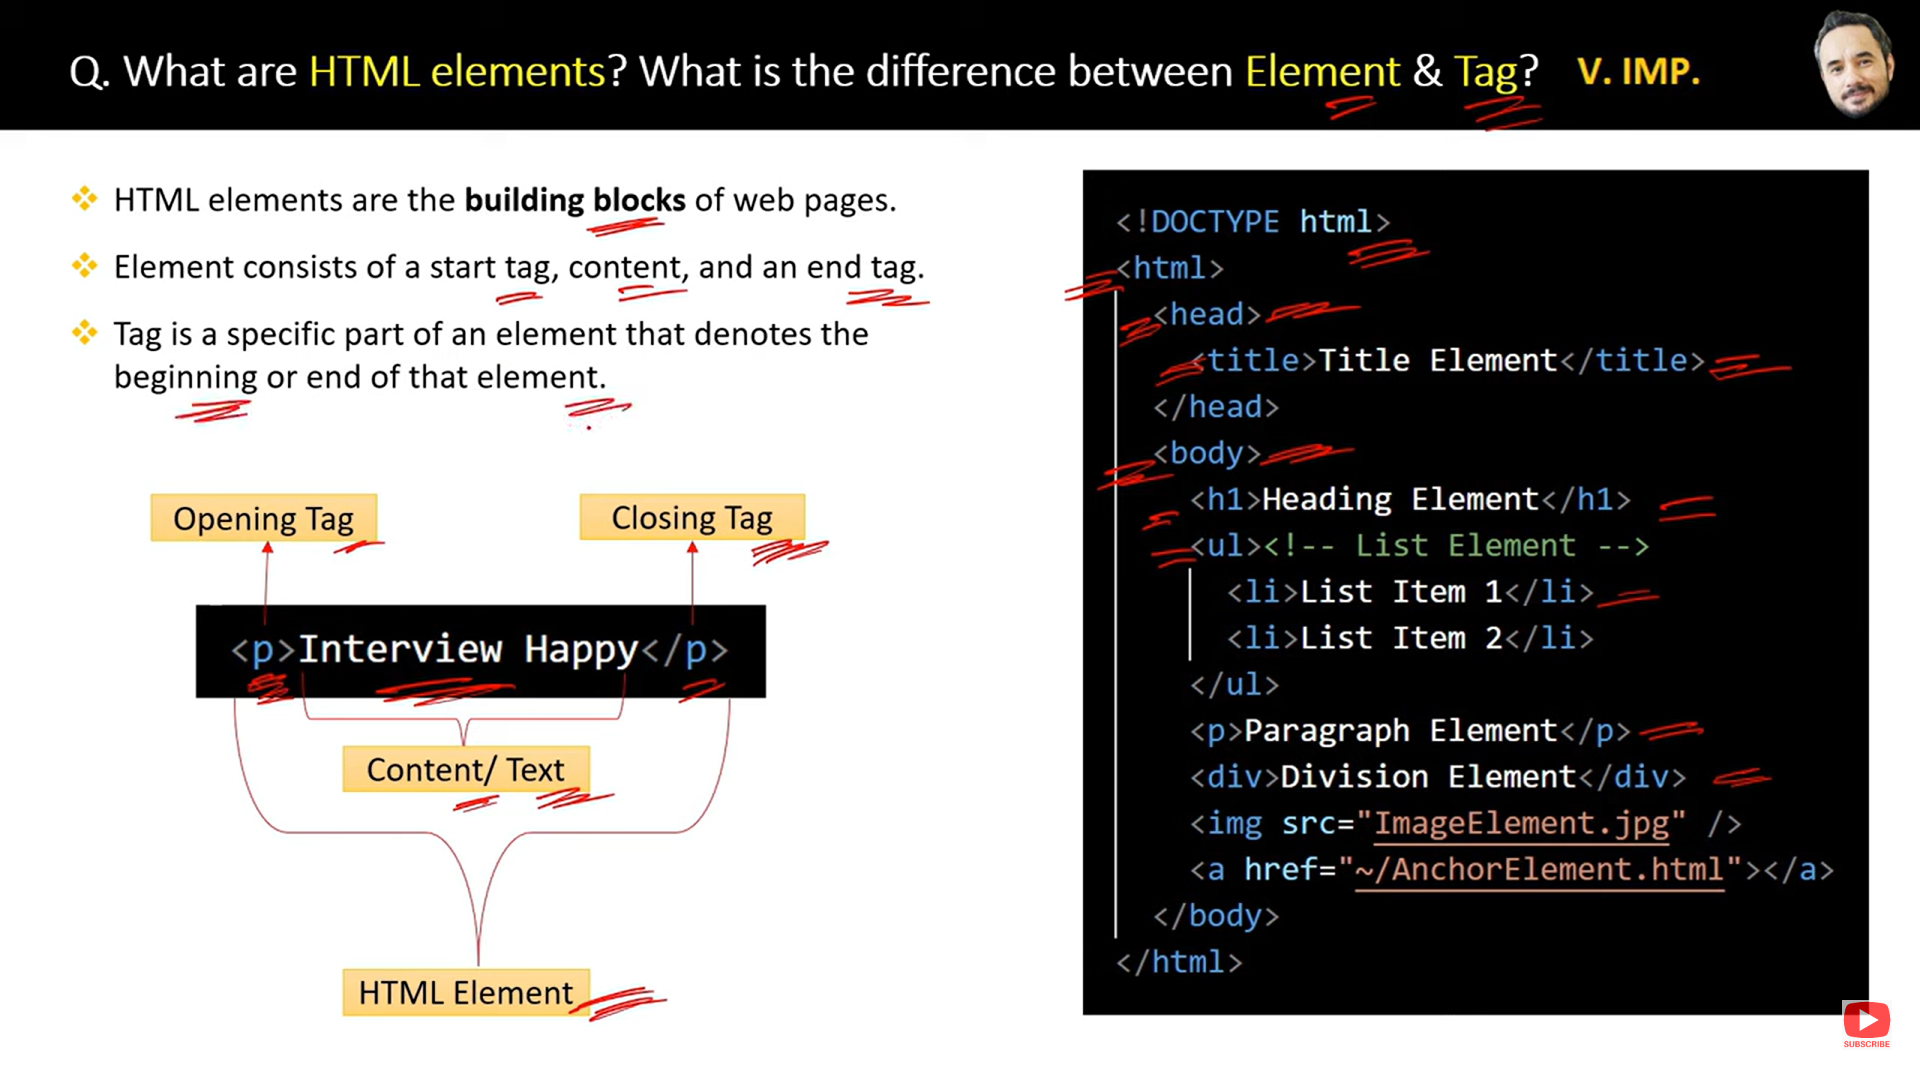 Q. What are HTML elements? What is the difference between Element & Tag? V. IMP.
HTML elements are the building blocks of web pages.
Element consists of a start tag, content, and an end tag.
Tag is a specific part of an element that denotes the
beginning or end of that element.
Opening Tag
Closing Tag
<p>Interview Happy</p>
Content/ Text
HTML Element
<!DOCTYPE html>
<html>
<head>
<title>Title Element</title>
</head>
<body>
<h1>Heading Element</h1>
<ul><!-- List Element -->
<li>List Item 1</li>
<li>List Item 2</li>
</ul>
<p>Paragraph Element</p>
<div>Division Element</div>
<img src="ImageElement.jpg" />
<a href="~/AnchorElement.html"></a>
</body>
</html>
SUBSCRIBE